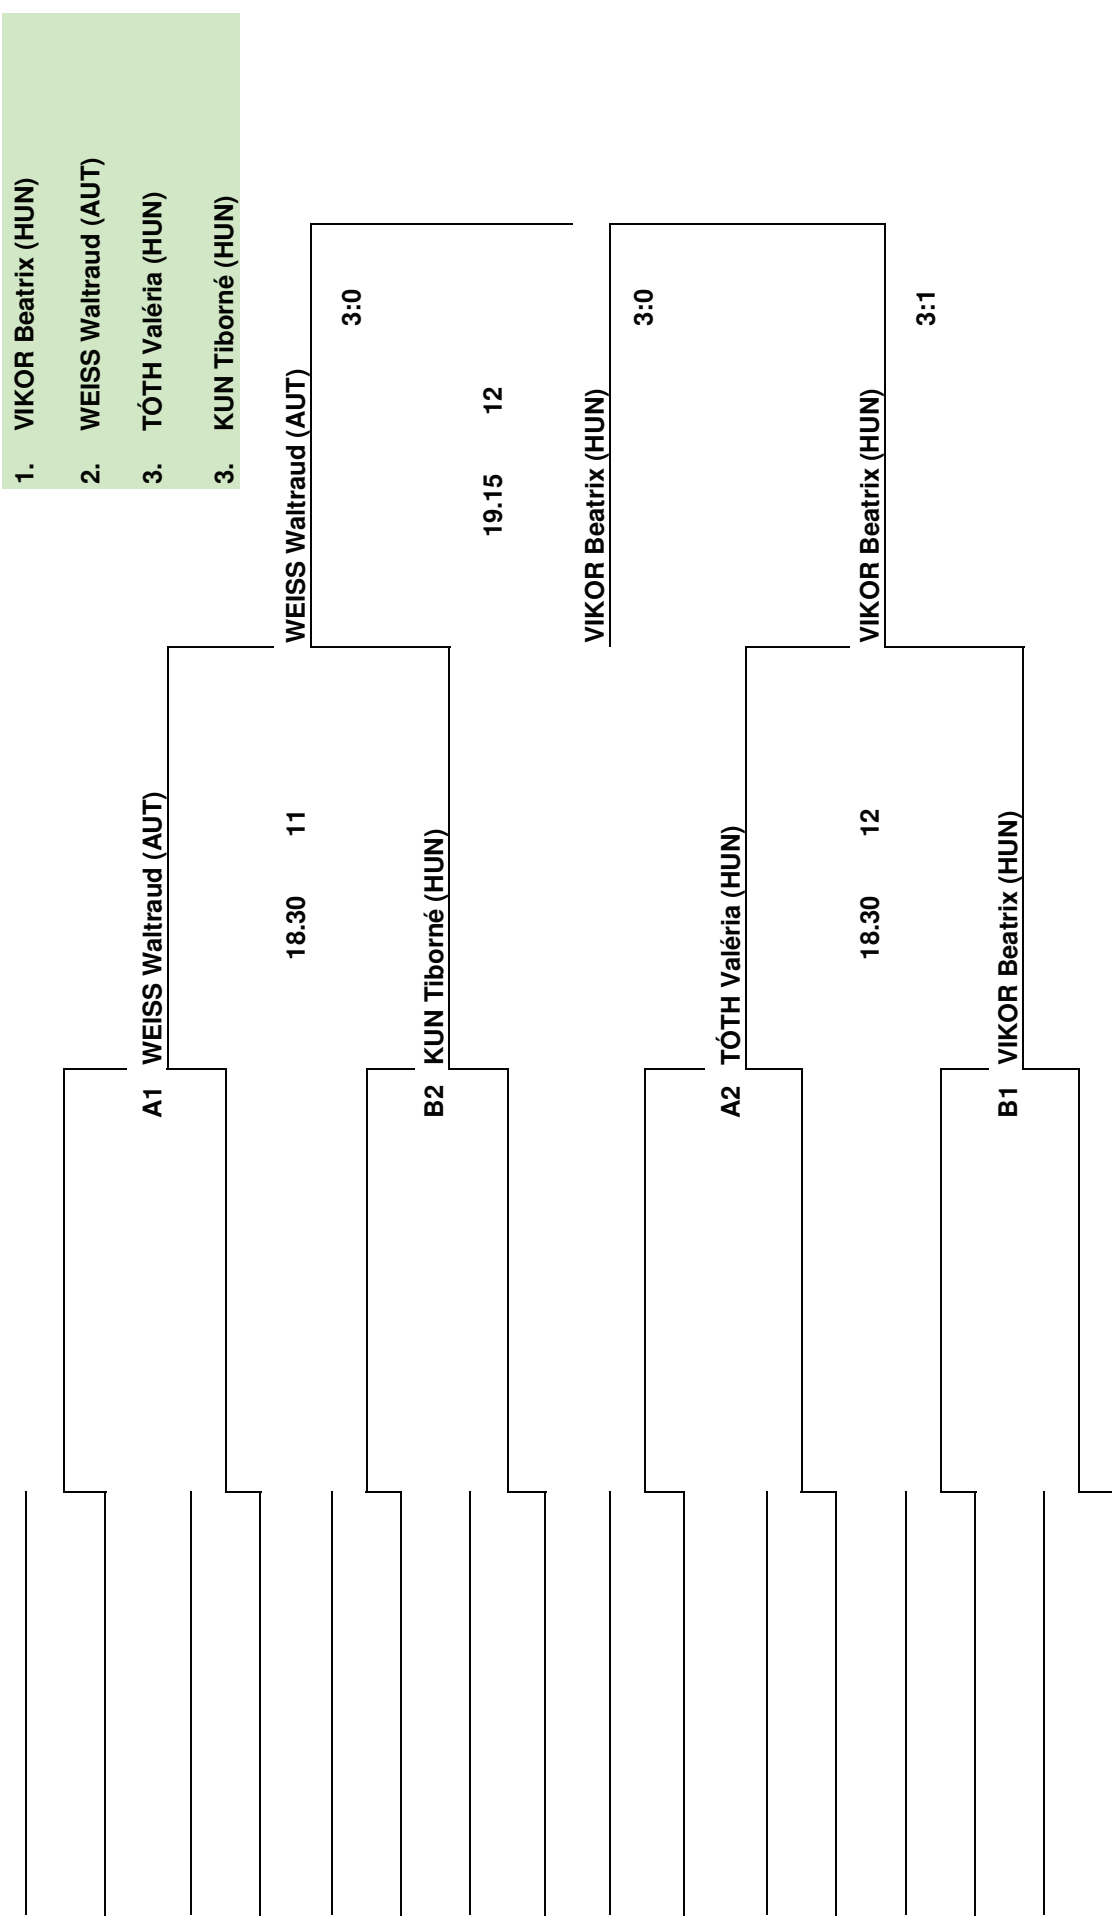 1. VIKOR Beatrix (HUN)
2. WEISS Waltraud (AUT)
3. TÓTH Valéria (HUN)
3. KUN Tiborné (HUN)
A1 WEISS Waltraud (AUT)
WEISS Waltraud (AUT)
18.30 11
3:0
B2 KUN Tiborné (HUN)
19.15 12
VIKOR Beatrix (HUN)
3:0
A2 TÓTH Valéria (HUN)
VIKOR Beatrix (HUN)
18.30 12
3:1
B1 VIKOR Beatrix (HUN)